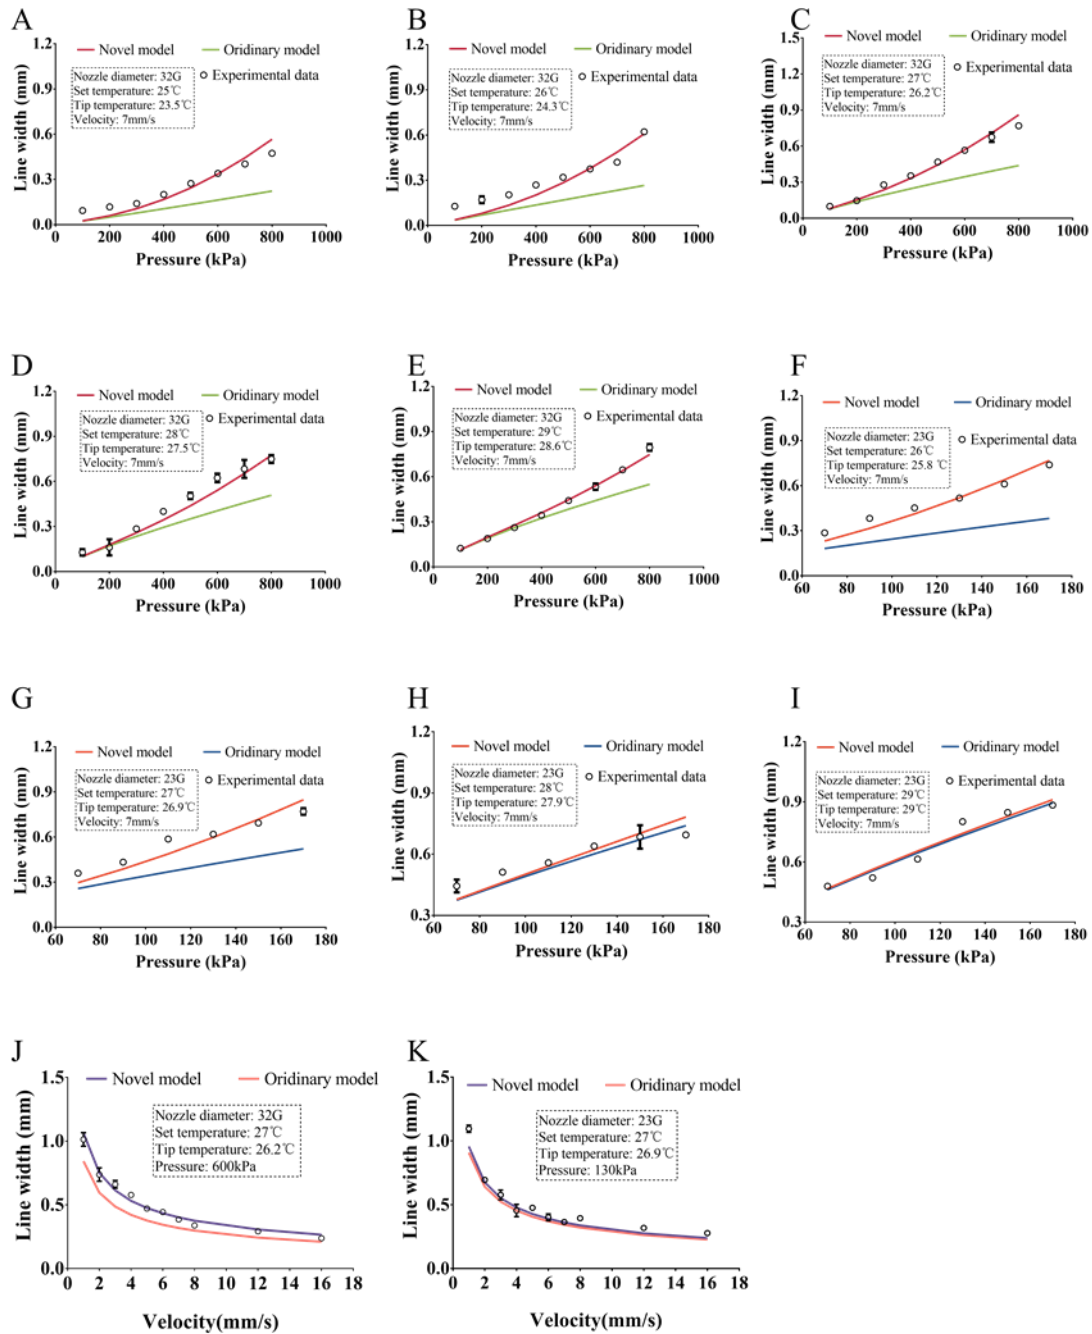 A
Novel model
Oridinary model
Nozzle diameter: 32G
Set temperature: 25℃
Tip temperature: 23.5℃
Velocity: 7mm/s
Experimental data
Line width (mm)
1.2
0.9
0.6
0.3
0.0
0 200 400 600 800 1000
Pressure (kPa)
B
Novel model
Oridinary model
Nozzle diameter: 32G
Set temperature: 26℃
Tip temperature: 24.3℃
Velocity: 7mm/s
Experimental data
Line width (mm)
1.2
0.9
0.6
0.3
0.0
0 200 400 600 800 1000
Pressure (kPa)
C
Novel model
Oridinary model
Nozzle diameter: 32G
Set temperature: 27℃
Tip temperature: 26.2℃
Velocity: 7mm/s
Experimental data
Line width (mm)
1.5
1.2
0.9
0.6
0.3
0.0
0 200 400 600 800 1000
Pressure (kPa)
D
Novel model
Oridinary model
Nozzle diameter: 32G
Set temperature: 28℃
Tip temperature: 27.5℃
Velocity: 7mm/s
Experimental data
Line width (mm)
1.2
0.9
0.6
0.3
0.0
0 200 400 600 800 1000
Pressure (kPa)
E
Novel model
Oridinary model
Nozzle diameter: 32G
Set temperature: 29℃
Tip temperature: 28.6℃
Velocity: 7mm/s
Experimental data
Line width (mm)
1.2
0.9
0.6
0.3
0.0
0 200 400 600 800 1000
Pressure (kPa)
F
Novel model
Oridinary model
Nozzle diameter: 23G
Set temperature: 26℃
Tip temperature: 25.8 ℃
Velocity: 7mm/s
Experimental data
Line width (mm)
1.2
0.9
0.6
0.3
0.0
60 80 100 120 140 160 180
Pressure (kPa)
G
Novel model
Oridinary model
Nozzle diameter: 23G
Set temperature: 27℃
Tip temperature: 26.9℃
Velocity: 7mm/s
Experimental data
Line width (mm)
1.2
0.9
0.6
0.3
0.0
60 80 100 120 140 160 180
Pressure (kPa)
H
Novel model
Oridinary model
Nozzle diameter: 23G
Set temperature: 28℃
Tip temperature: 27.9℃
Velocity: 7mm/s
Experimental data
Line width (mm)
1.2
0.9
0.6
0.3
60 80 100 120 140 160 180
Pressure (kPa)
I
Novel model
Oridinary model
Nozzle diameter: 23G
Set temperature: 29℃
Tip temperature: 29℃
Velocity: 7mm/s
Experimental data
Line width (mm)
1.2
0.9
0.6
0.3
60 80 100 120 140 160 180
Pressure (kPa)
J
Novel model
Oridinary model
Nozzle diameter: 32G
Set temperature: 27℃
Tip temperature: 26.2℃
Pressure: 600kPa
Line width (mm)
1.5
1.0
0.5
0.0
0 2 4 6 8 10 12 14 16 18
Velocity(mm/s)
K
Novel model
Oridinary model
Nozzle diameter: 23G
Set temperature: 27℃
Tip temperature: 26.9℃
Pressure: 130kPa
Line width (mm)
1.5
1.0
0.5
0.0
0 2 4 6 8 10 12 14 16 18
Velocity(mm/s)